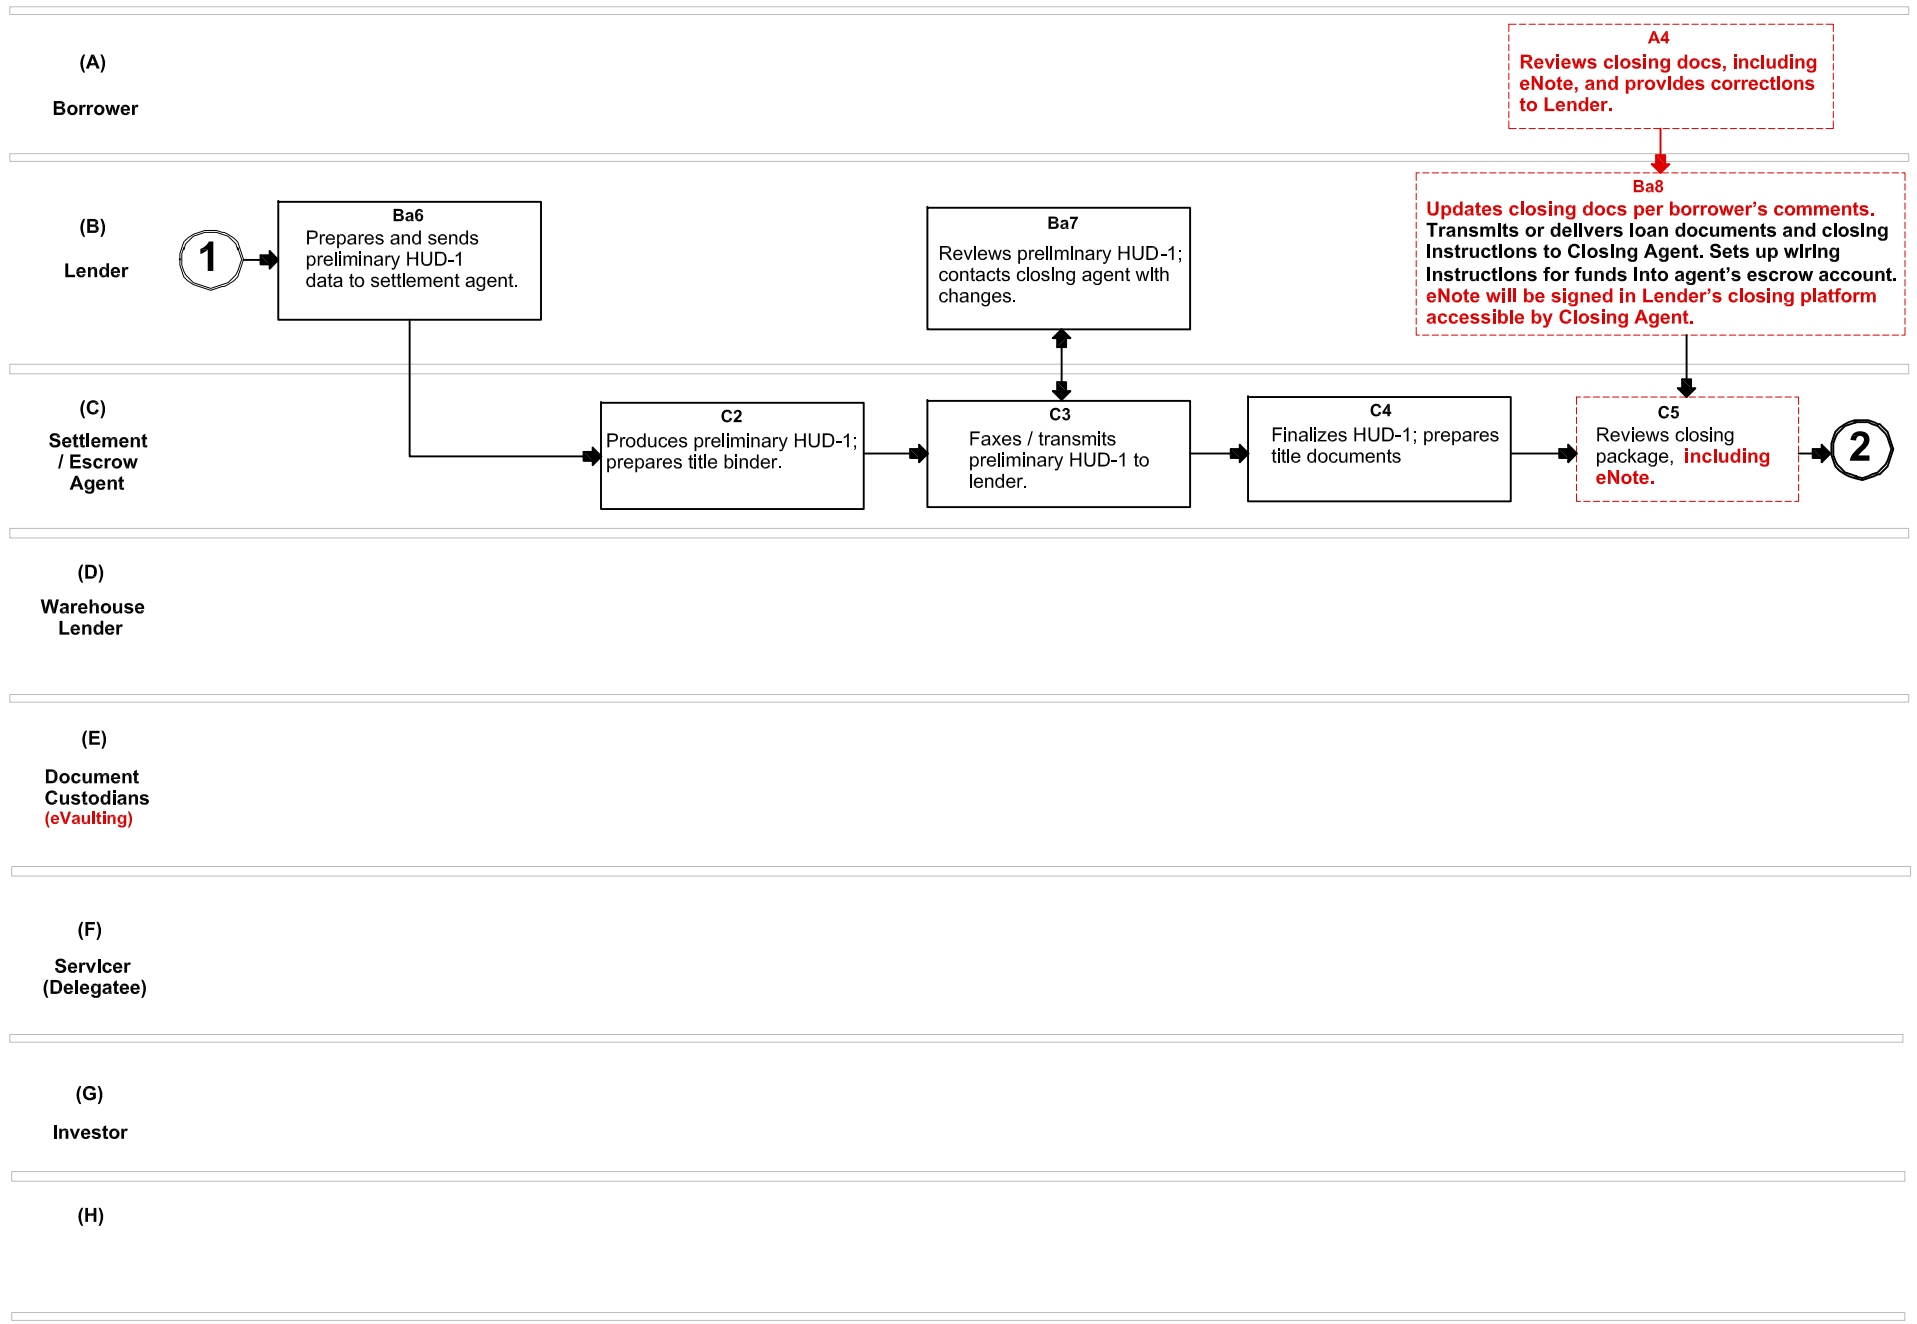 (A)
Borrower
A4
Reviews closing docs, including
eNote, and provides corrections
to Lender.
(B)
Lender
1
Ba6
Prepares and sends
preliminary HUD-1
data to settlement agent.
Ba7
Reviews preliminary HUD-1;
contacts closing agent with
changes.
Ba8
Updates closing docs per borrower’s comments.
Transmits or delivers loan documents and closing
Instructions to Closing Agent. Sets up wiring
Instructions for funds Into agent’s escrow account.
eNote will be signed in Lender’s closing platform
accessible by Closing Agent.
(C)
Settlement
/ Escrow
Agent
C2
Produces preliminary HUD-1;
prepares title binder.
C3
Faxes / transmits
preliminary HUD-1 to
lender.
C4
Finalizes HUD-1; prepares
title documents
C5
Reviews closing
package, including
eNote.
2
(D)
Warehouse
Lender
(E)
Document
Custodians
(eVaulting)
(F)
Servicer
(Delegatee)
(G)
Investor
(H)